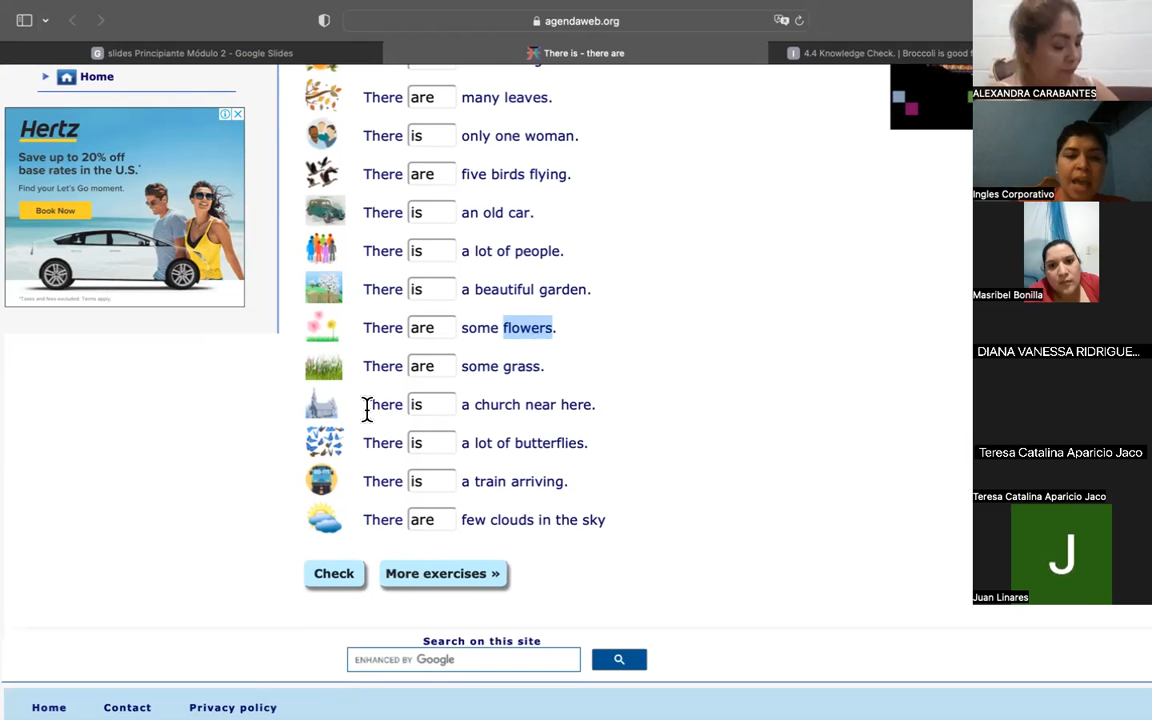 agendaweb.org
slides Principiante Módulo 2 - Google Slides
There is - there are
4.4 Knowledge Check. | Broccoli is good f
Home
Hertz
Save up to 20% off
base rates in the U.S.*
Find your Let's Go moment.
Book Now
*Taxes and fees excluded. Terms apply.
There are many leaves.
There is only one woman.
There are five birds flying.
There is an old car.
There is a lot of people.
There is a beautiful garden.
There are some flowers.
There are some grass.
There is a church near here.
There is a lot of butterflies.
There is a train arriving.
There are few clouds in the sky
Check
More exercises »
Search on this site
ENHANCED BY Google
Home
Contact
Privacy policy
ALEXANDRA CARABANTES
Ingles Corporativo
Masribel Bonilla
DIANA VANESSA RIDRIGUE...
Teresa Catalina Aparicio Jaco
Teresa Catalina Aparicio Jaco
J
Juan Linares